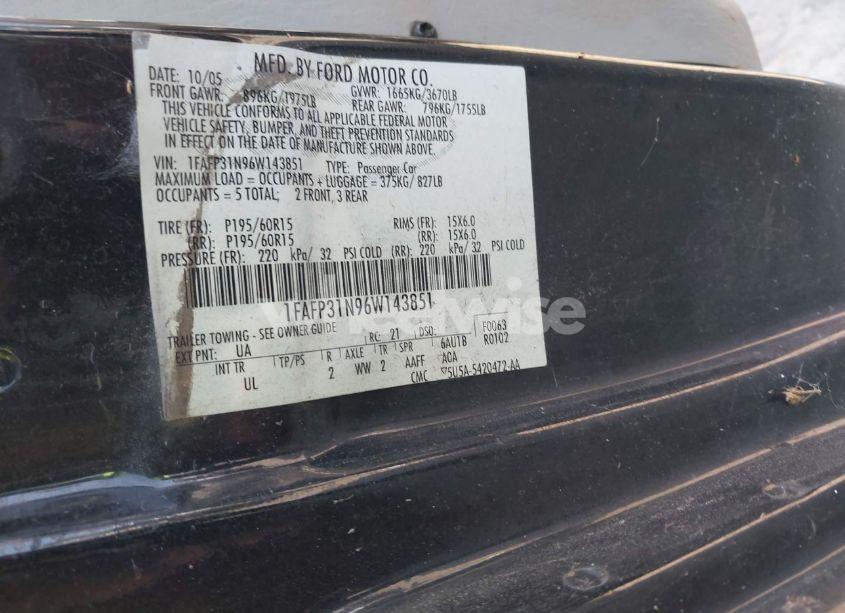 MFD. BY FORD MOTOR CO.
DATE: 10/05 GVWR: 1665KG/3670LB
FRONT GAWR: 896KG/1975LB REAR GAWR: 796KG/1755LB
THIS VEHICLE CONFORMS TO ALL APPLICABLE FEDERAL MOTOR
VEHICLE SAFETY, BUMPER, AND THEFT PREVENTION STANDARDS
IN EFFECT ON THE DATE OF MANUFACTURE SHOWN ABOVE.
VIN: 1FAFP31N96W143851 TYPE: Passenger Car
MAXIMUM LOAD = OCCUPANTS + LUGGAGE = 375KG/ 827LB
OCCUPANTS = 5 TOTAL; 2 FRONT, 3 REAR
TIRE (FR): P195/60R15 RIMS (FR): 15X6.0
(RR): P195/60R15 (RR): 15X6.0
PRESSURE (FR): 220 kPa/ 32 PSI COLD (RR): 220 kPa/ 32 PSI COLD
1FAFP31N96W143851
TRAILER TOWING - SEE OWNER GUIDE RC: 21 DSO: F0063
EXT PNT: UA 6AUTB R0102
INT TR TP/PS R AXLE TR SPR AOA
UL 2 WW 2 AAFF
CMC 5U5A-5420472-AA
wheelwise